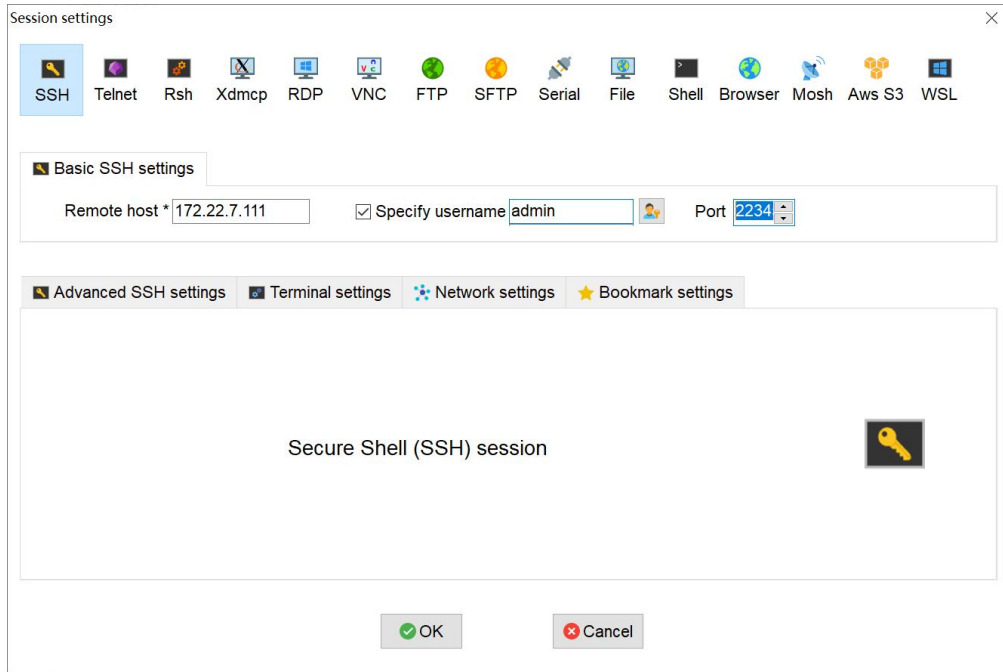 Session settings
SSH Telnet Rsh Xdmcp RDP VNC FTP SFTP Serial File Shell Browser Mosh Aws S3 WSL
Basic SSH settings
Remote host * 172.22.7.111 Specify username admin Port 2234
Advanced SSH settings Terminal settings Network settings Bookmark settings
Secure Shell (SSH) session
OK Cancel